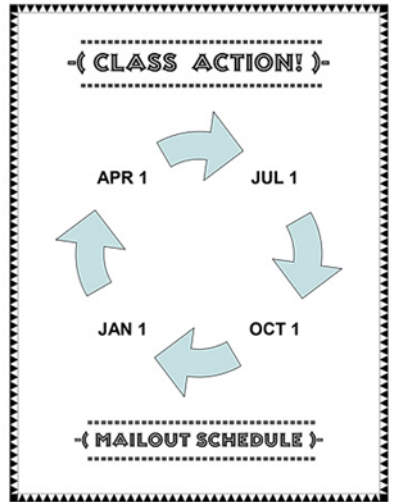 -( CLASS ACTION! )-
APR 1 JUL 1
JAN 1 OCT 1
-( MAILOUT SCHEDULE )-